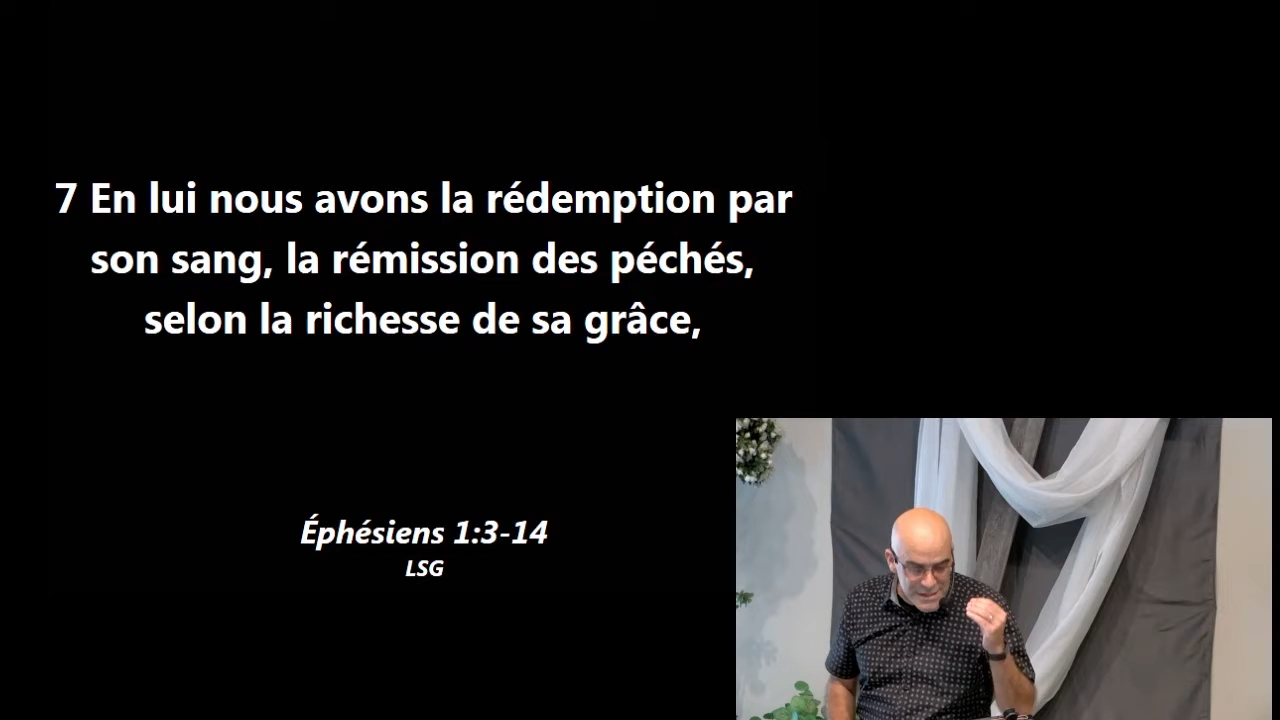 7 En lui nous avons la rédemption par
son sang, la rémission des péchés,
selon la richesse de sa grâce,
Éphésiens 1:3-14
LSG